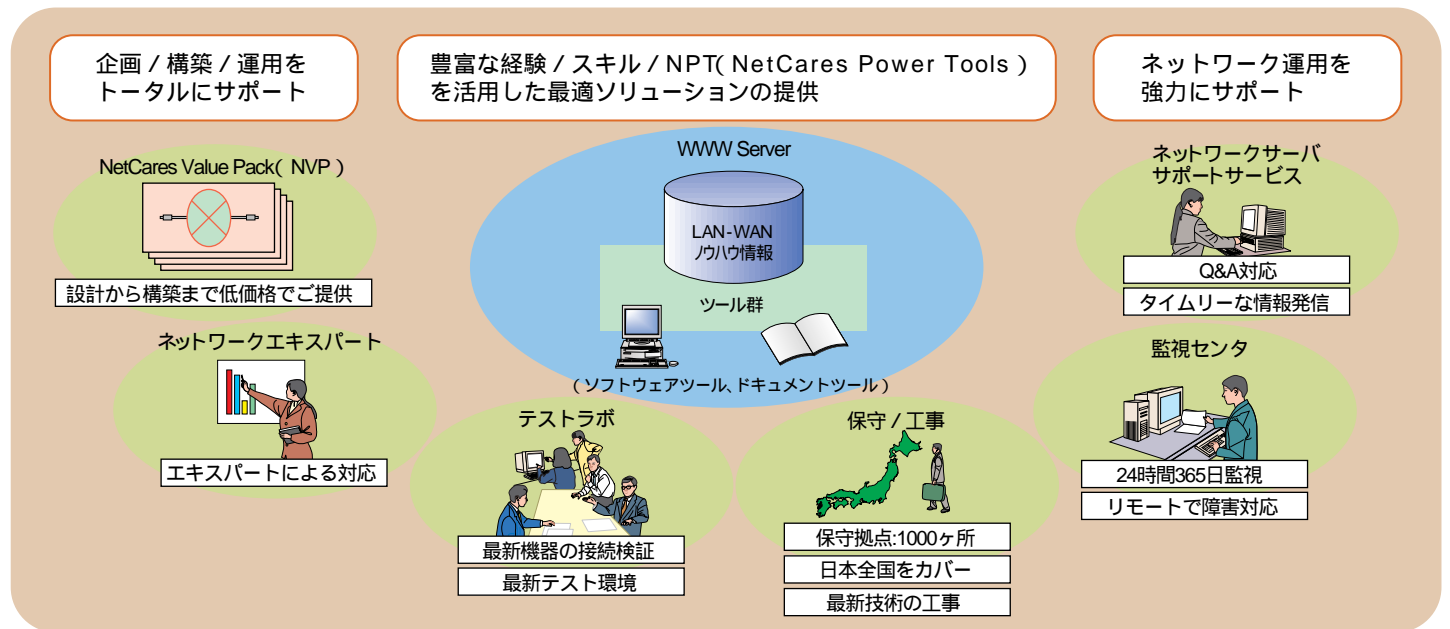 企画 / 構築 / 運用を
トータルにサポート
豊富な経験 / スキル / NPT( NetCares Power Tools )
を活用した最適ソリューションの提供
ネットワーク運用を
強力にサポート
NetCares Value Pack( NVP )
設計から構築まで低価格でご提供
ネットワークエキスパート
エキスパートによる対応
WWW Server
LAN-WAN
ノウハウ情報
ツール群
( ソフトウェアツール、ドキュメントツール )
テストラボ
最新機器の接続検証
最新テスト環境
保守 / 工事
保守拠点:1000ヶ所
日本全国をカバー
最新技術の工事
ネットワークサーバ
サポートサービス
Q&A対応
タイムリーな情報発信
監視センタ
24時間365日監視
リモートで障害対応